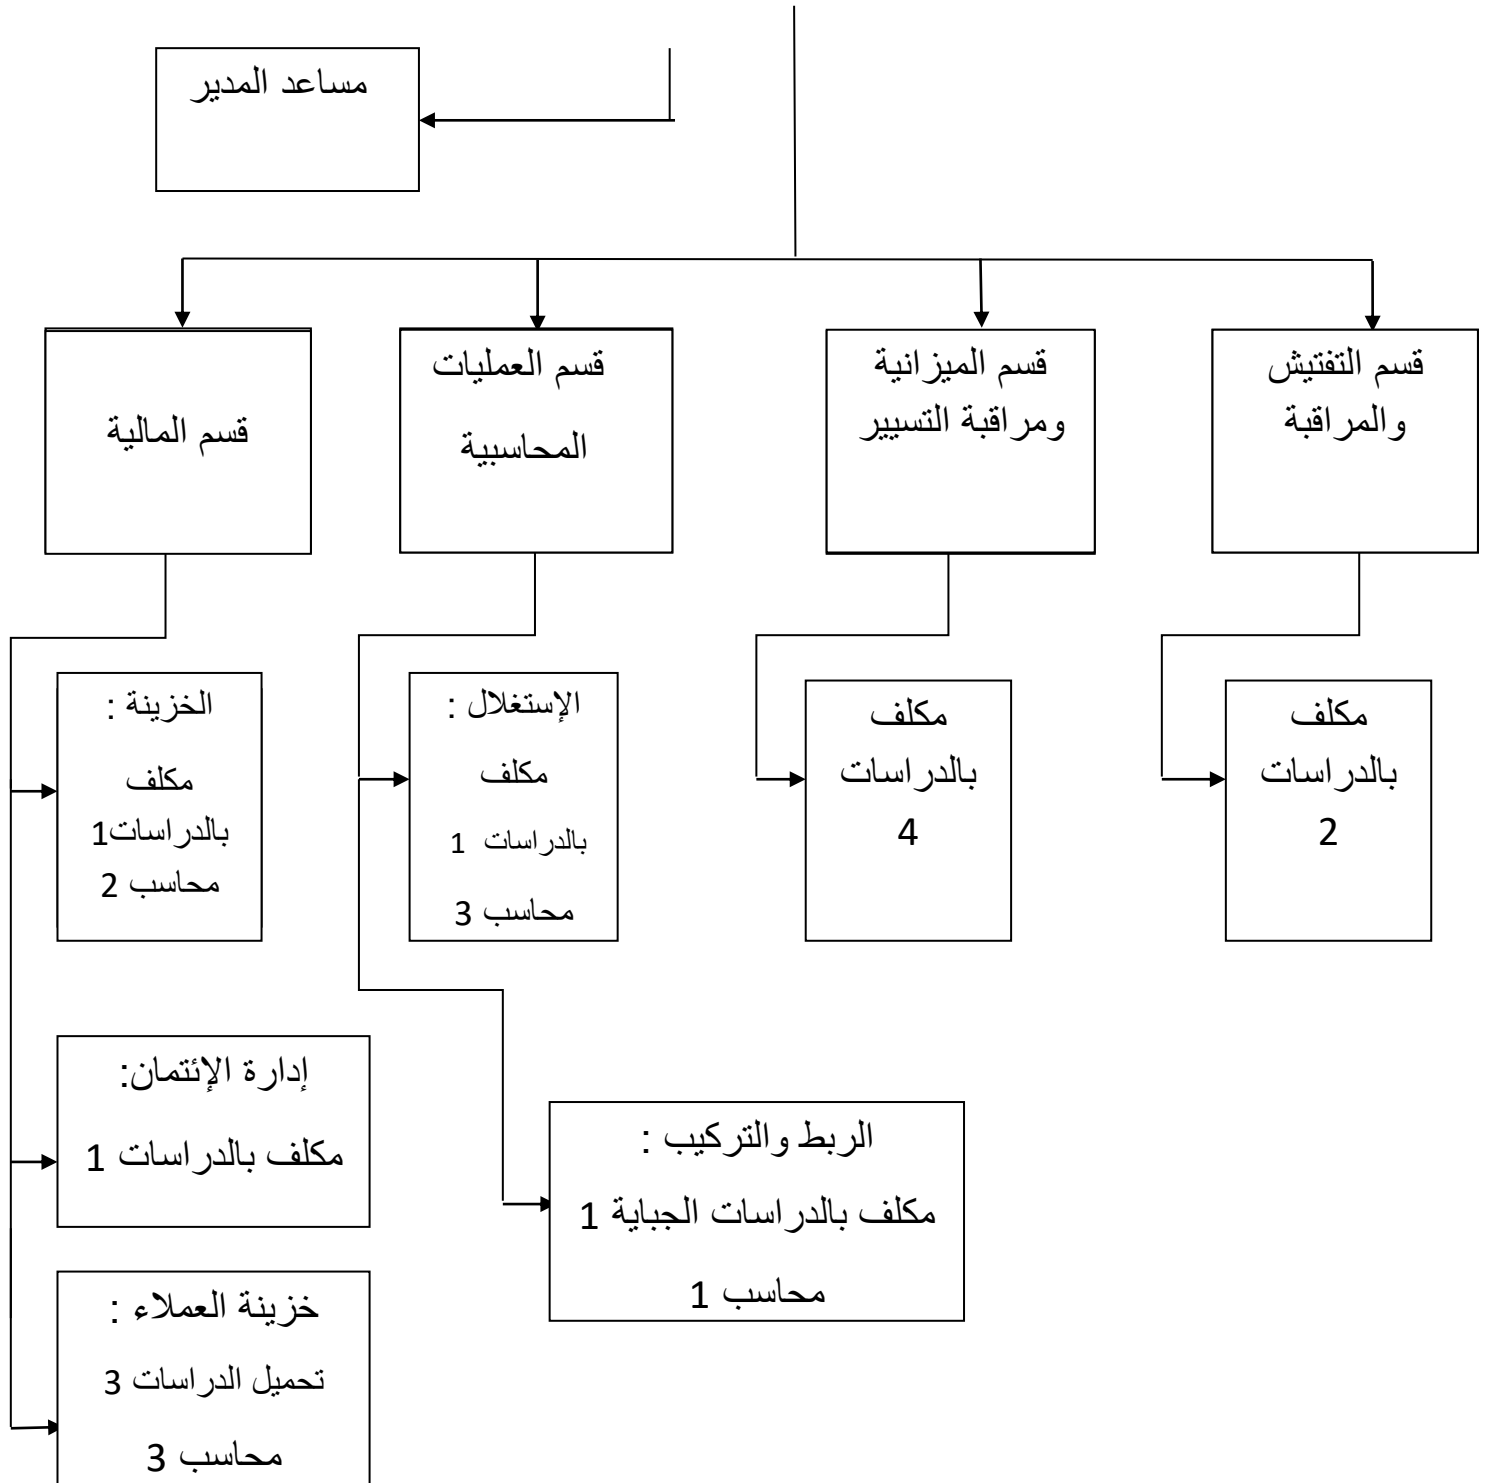 مساعد المدير
قسم التفتيش
والمراقبة
قسم الميزانية
ومراقبة التسيير
قسم العمليات
المحاسبية
قسم المالية
مكلف
بالدراسات
2
مكلف
بالدراسات
4
الإستغلال :
مكلف
بالدراسات 1
محاسب 3
الخزينة :
مكلف
بالدراسات1
محاسب 2
الربط والتركيب :
مكلف بالدراسات الجباية 1
محاسب 1
إدارة الإئتمان:
مكلف بالدراسات 1
خزينة العملاء :
تحميل الدراسات 3
محاسب 3